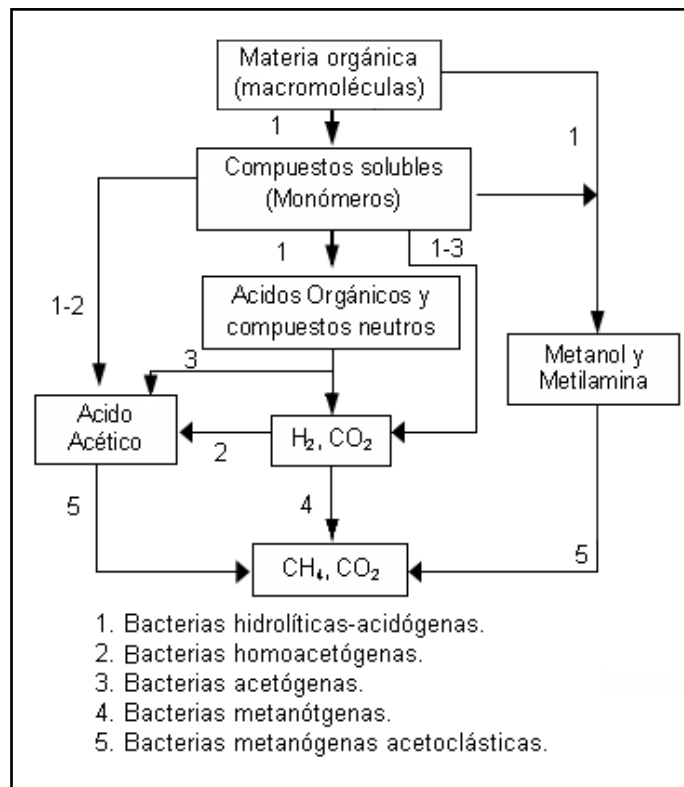 Materia orgánica
(macromoléculas)
1
1
Compuestos solubles
(Monómeros)
1
1-3
1-2
Acidos Orgánicos y
compuestos neutros
3
Metanol y
Metilamina
Acido
Acético
H₂, CO₂
2
5
4
5
CH₄, CO₂
1. Bacterias hidrolíticas-acidógenas.
2. Bacterias homoacetógenas.
3. Bacterias acetógenas.
4. Bacterias metanótgenas.
5. Bacterias metanógenas acetoclásticas.